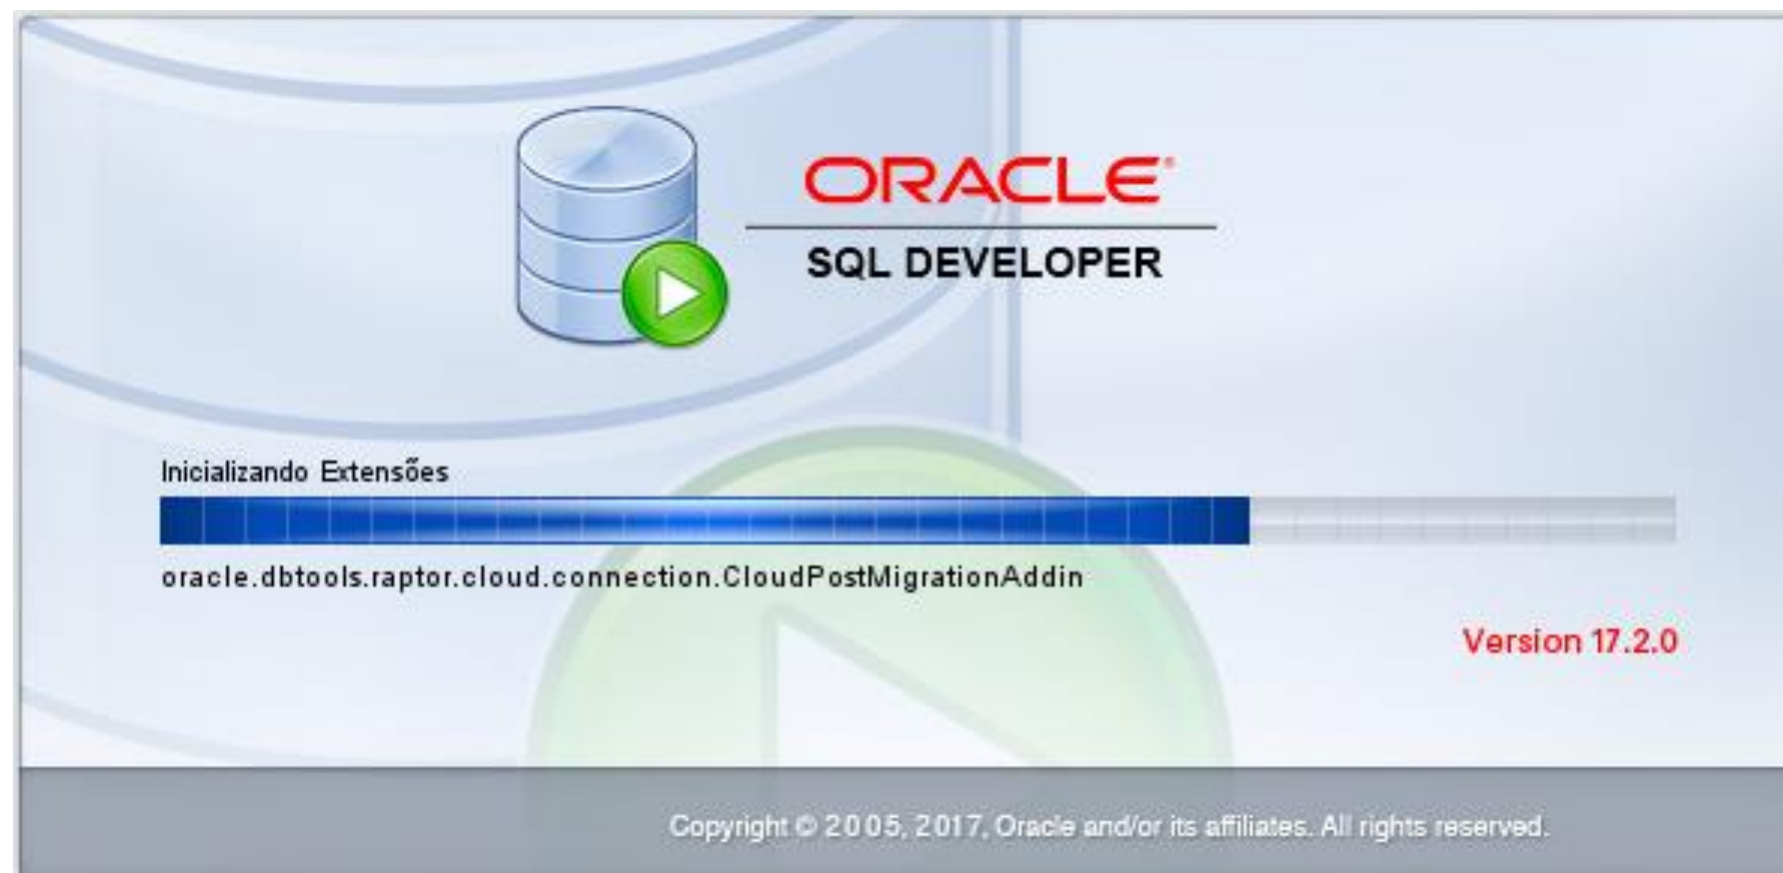 ORACLE®
SQL DEVELOPER
Inicializando Extensões
oracle.dbtools.raptor.cloud.connection.CloudPostMigrationAddin
Version 17.2.0
Copyright © 2005, 2017, Oracle and/or its affiliates. All rights reserved.